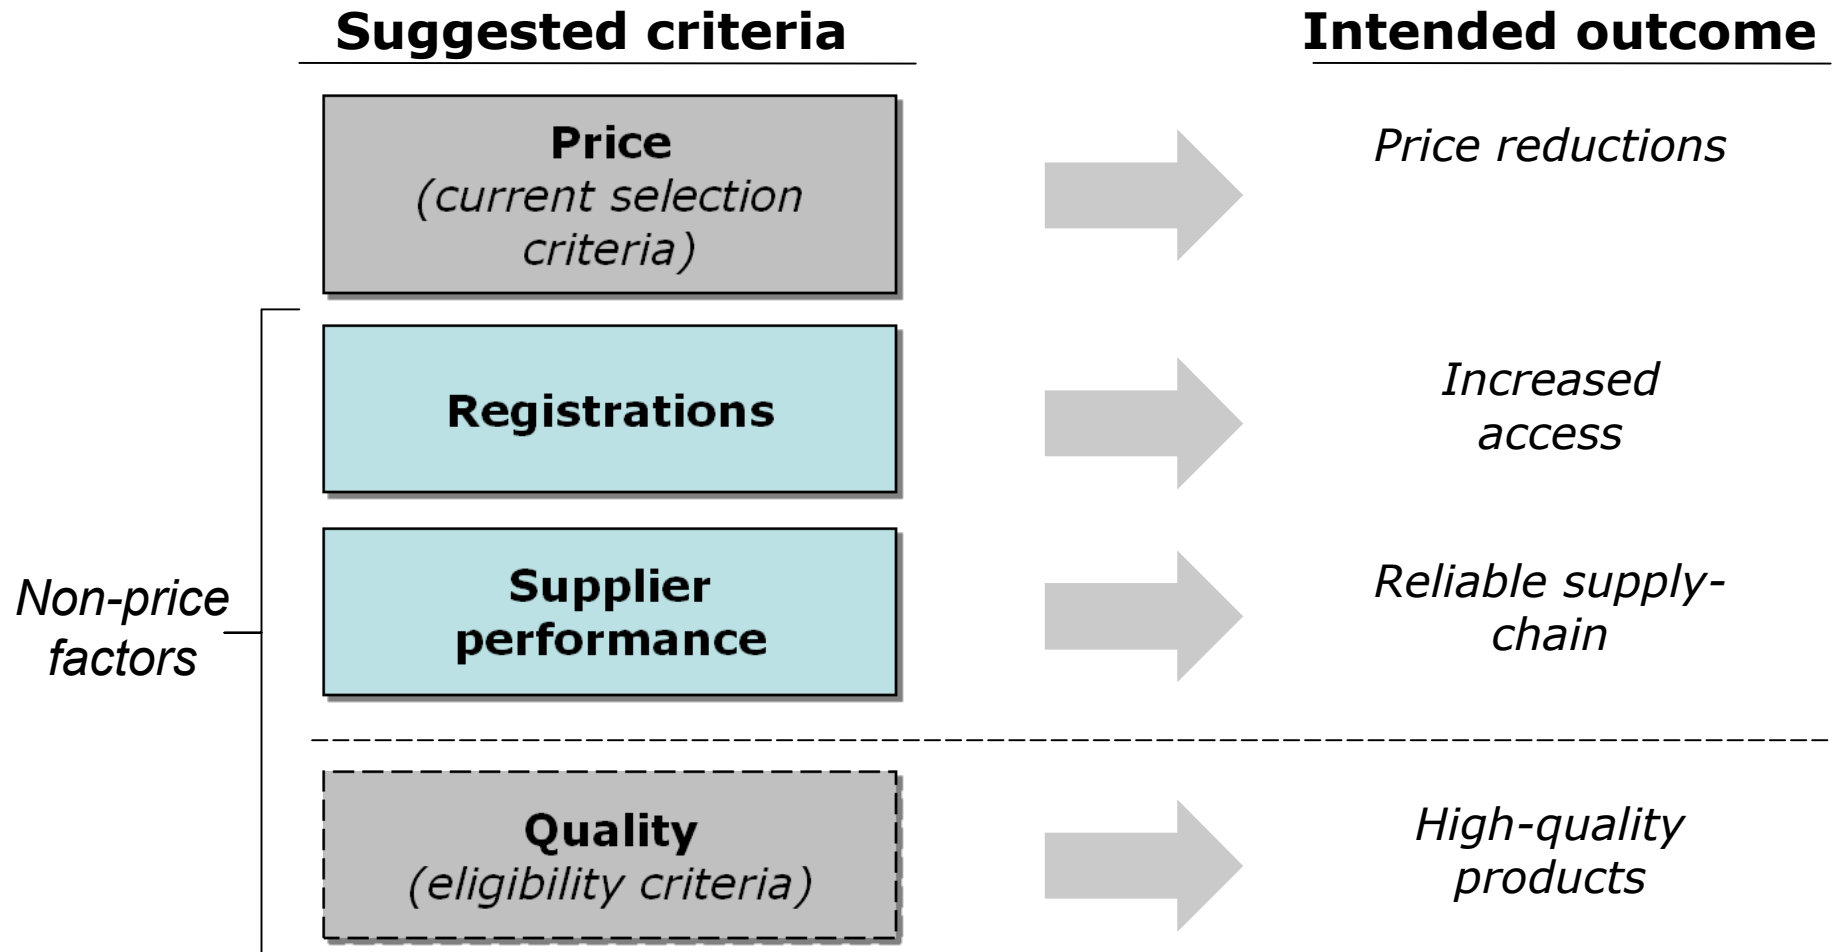 Suggested criteria
Intended outcome
Price
(current selection
criteria)
Price reductions
Registrations
Increased
access
Non-price
factors
Supplier
performance
Reliable supply-
chain
Quality
(eligibility criteria)
High-quality
products